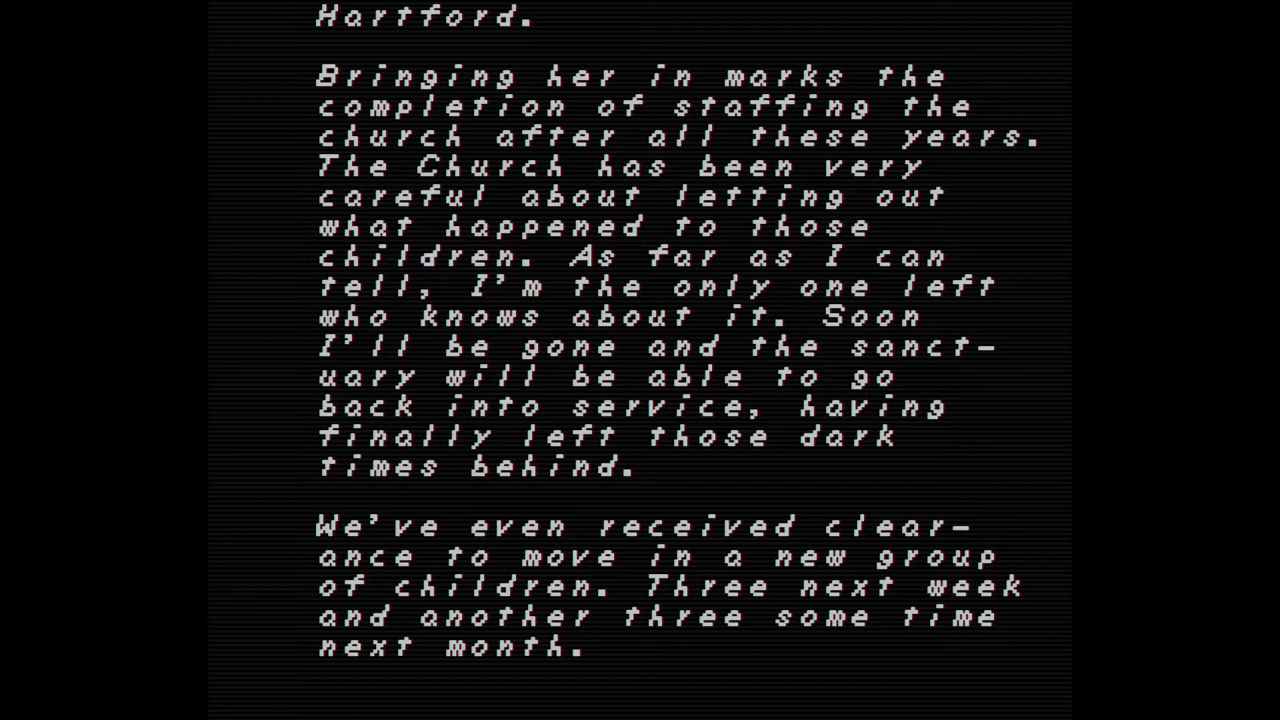 Hartford.
Bringing her in marks the
completion of staffing the
church after all these years.
The Church has been very
careful about letting out
what happened to those
children. As far as I can
tell, I'm the only one left
who knows about it. Soon
I'll be gone and the sanct-
uary will be able to go
back into service, having
finally left those dark
times behind.
We've even received clear-
ance to move in a new group
of children. Three next week
and another three some time
next month.